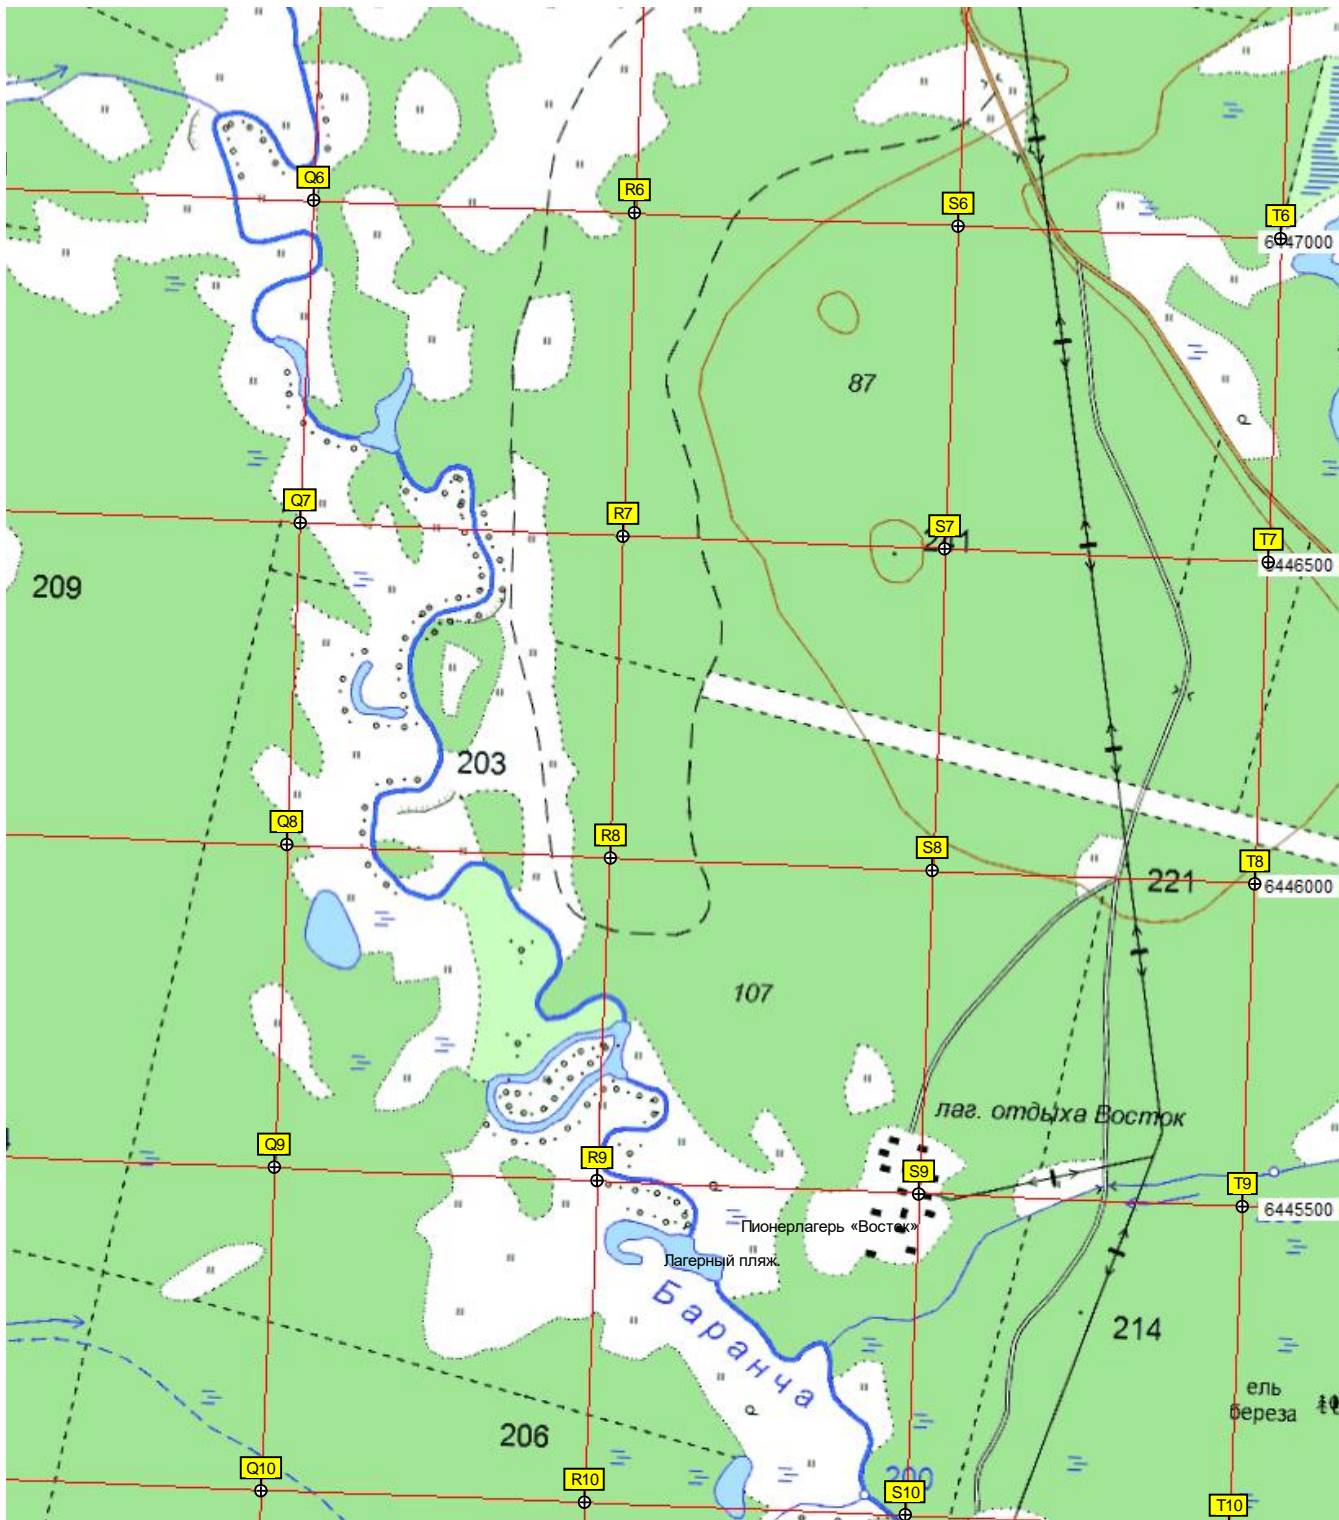 Q6
R6
S6
T6
6447000
87
Q7
R7
S7
T7
6446500
209
203
Q8
R8
S8
T8
221
6446000
107
лаг. отдыха Восток
Q9
R9
S9
T9
6445500
Пионерлагерь «Восток»
Лагерный пляж.
Баранча
214
ель
береза
206
200
Q10
R10
S10
T10